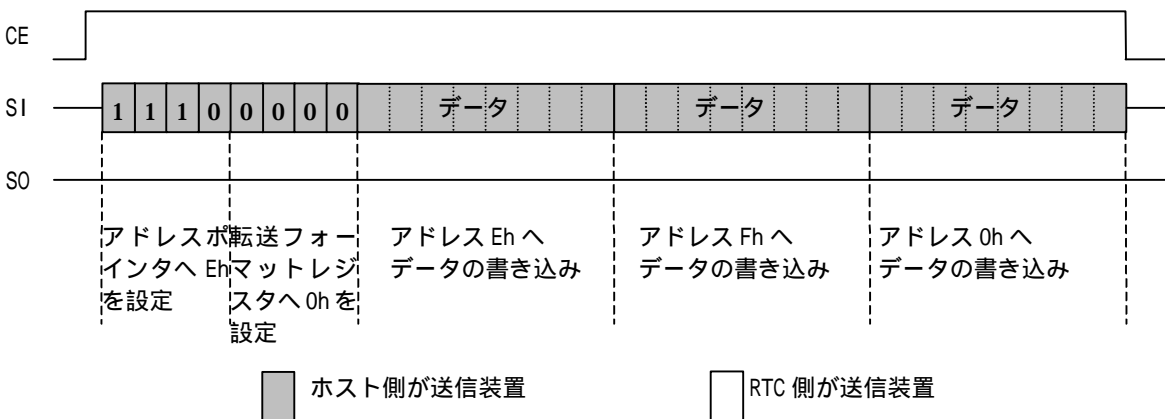 CE
SI 1 1 1 0 0 0 0 0 データ データ データ
SO
アドレスポ
インタへ Eh
を設定
転送フォー
マットレジ
スタへ 0h を
設定
アドレス Eh へ
データの書き込み
アドレス Fh へ
データの書き込み
アドレス 0h へ
データの書き込み
ホスト側が送信装置
RTC 側が送信装置